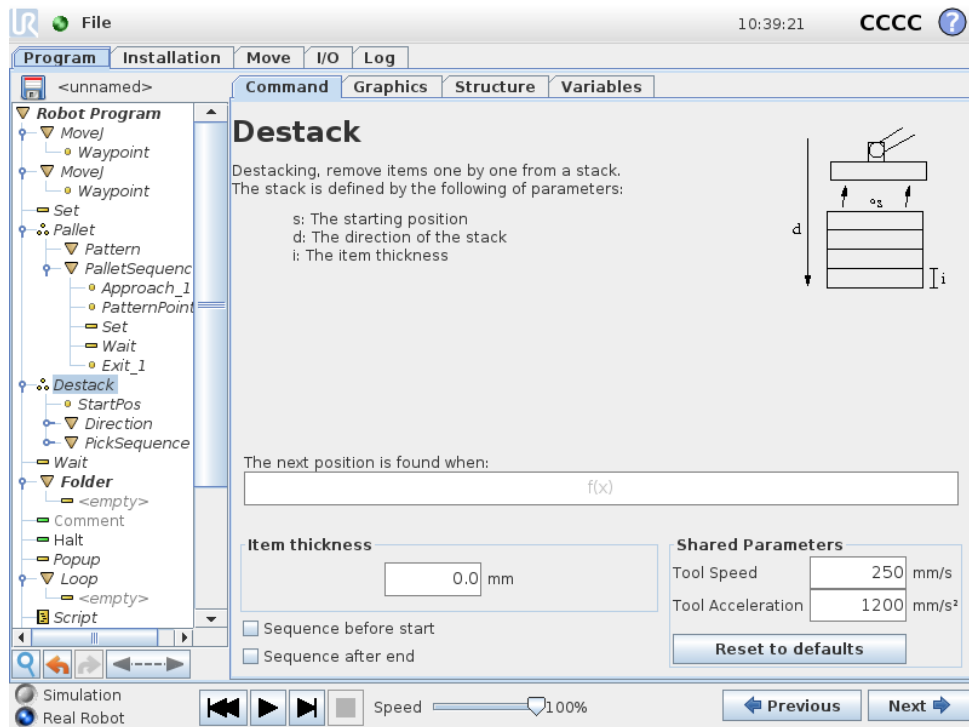 UR File 10:39:21 CCCC ?
Program Installation Move I/O Log
<unnamed> Command Graphics Structure Variables
Robot Program
MoveJ
Waypoint
MoveJ
Waypoint
Set
Pallet
Pattern
PalletSequenc
Approach_1
PatternPoint
Set
Wait
Exit_1
Destack
StartPos
Direction
PickSequence
Wait
Folder
<empty>
Comment
Halt
Popup
Loop
<empty>
Script
Destack
Destacking, remove items one by one from a stack.
The stack is defined by the following of parameters:
s: The starting position
d: The direction of the stack
i: The item thickness
d
s
i
The next position is found when:
f(x)
Item thickness
0.0 mm
Sequence before start
Sequence after end
Shared Parameters
Tool Speed 250 mm/s
Tool Acceleration 1200 mm/s²
Reset to defaults
Simulation
Real Robot
Speed 100%
Previous Next